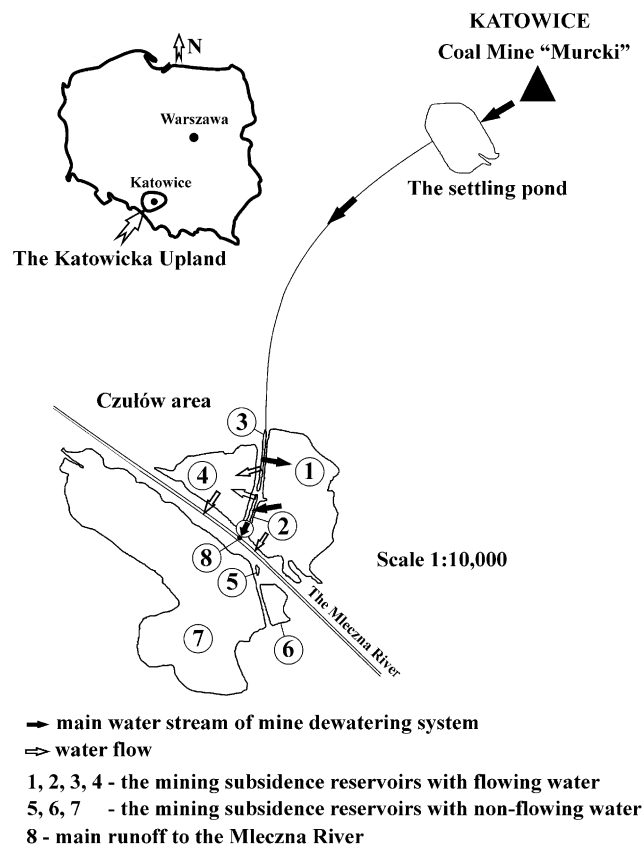 KATOWICE
Coal Mine “Murcki”
N
Warszawa
Katowice
The settling pond
The Katowicka Upland
Czułów area
3
4
1
2
8
Scale 1:10,000
5
The Mleczna River
7
6
main water stream of mine dewatering system
water flow
1, 2, 3, 4 - the mining subsidence reservoirs with flowing water
5, 6, 7 - the mining subsidence reservoirs with non-flowing water
8 - main runoff to the Mleczna River